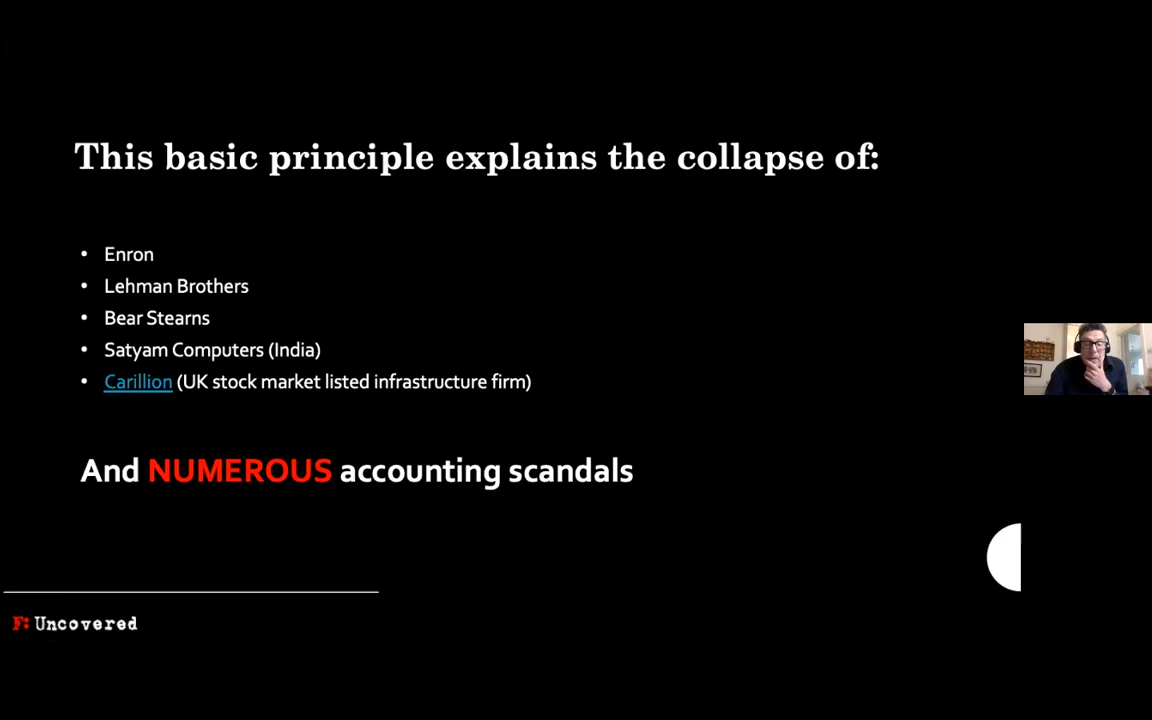 This basic principle explains the collapse of:
• Enron
• Lehman Brothers
• Bear Stearns
• Satyam Computers (India)
• Carillion (UK stock market listed infrastructure firm)
And NUMEROUS accounting scandals
F: Uncovered